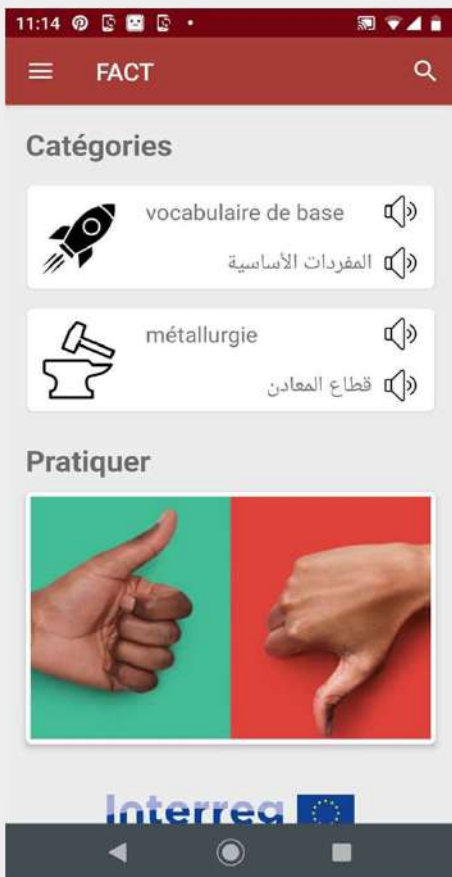 11:14
FACT
Catégories
vocabulaire de base
المفردات الأساسية
métallurgie
قطاع المعادن
Pratiquer
Interreg